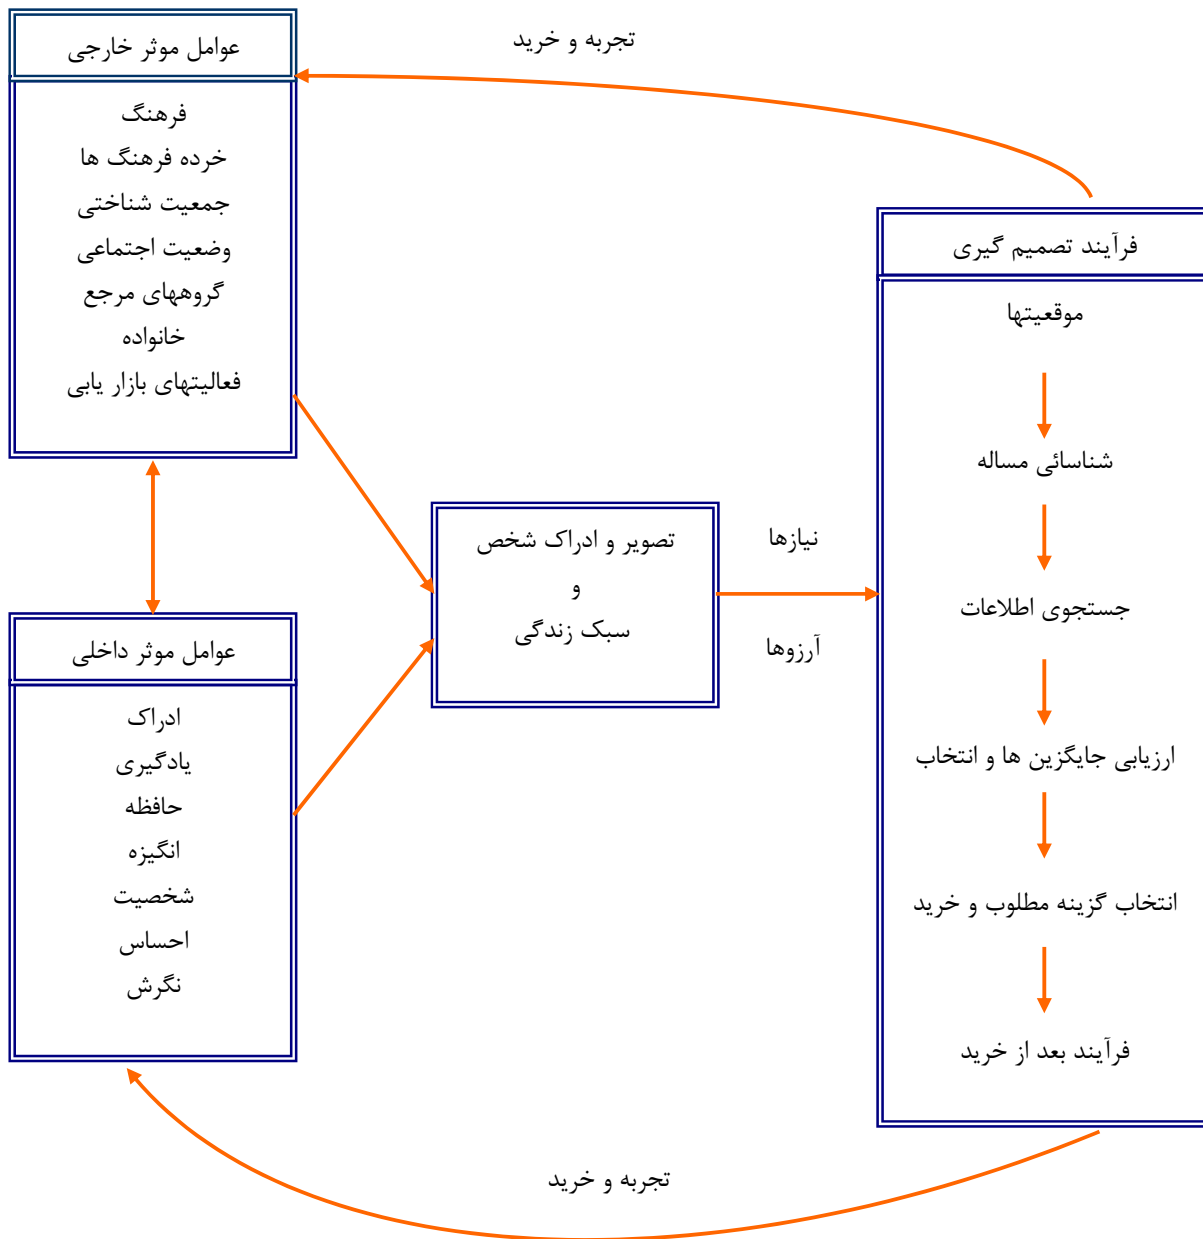 عوامل موثر خارجی
فرهنگ
خرده فرهنگ ها
جمعیت شناختی
وضعیت اجتماعی
گروههای مرجع
خانواده
فعالیتهای بازار یابی
تجربه و خرید
فرآیند تصمیم گیری
موقعیتها
شناسائی مساله
جستجوی اطلاعات
ارزیابی جایگزین ها و انتخاب
انتخاب گزینه مطلوب و خرید
فرآیند بعد از خرید
تصویر و ادراک شخص
و
سبک زندگی
نیازها
آرزوها
عوامل موثر داخلی
ادراک
یادگیری
حافظه
انگیزه
شخصیت
احساس
نگرش
تجربه و خرید